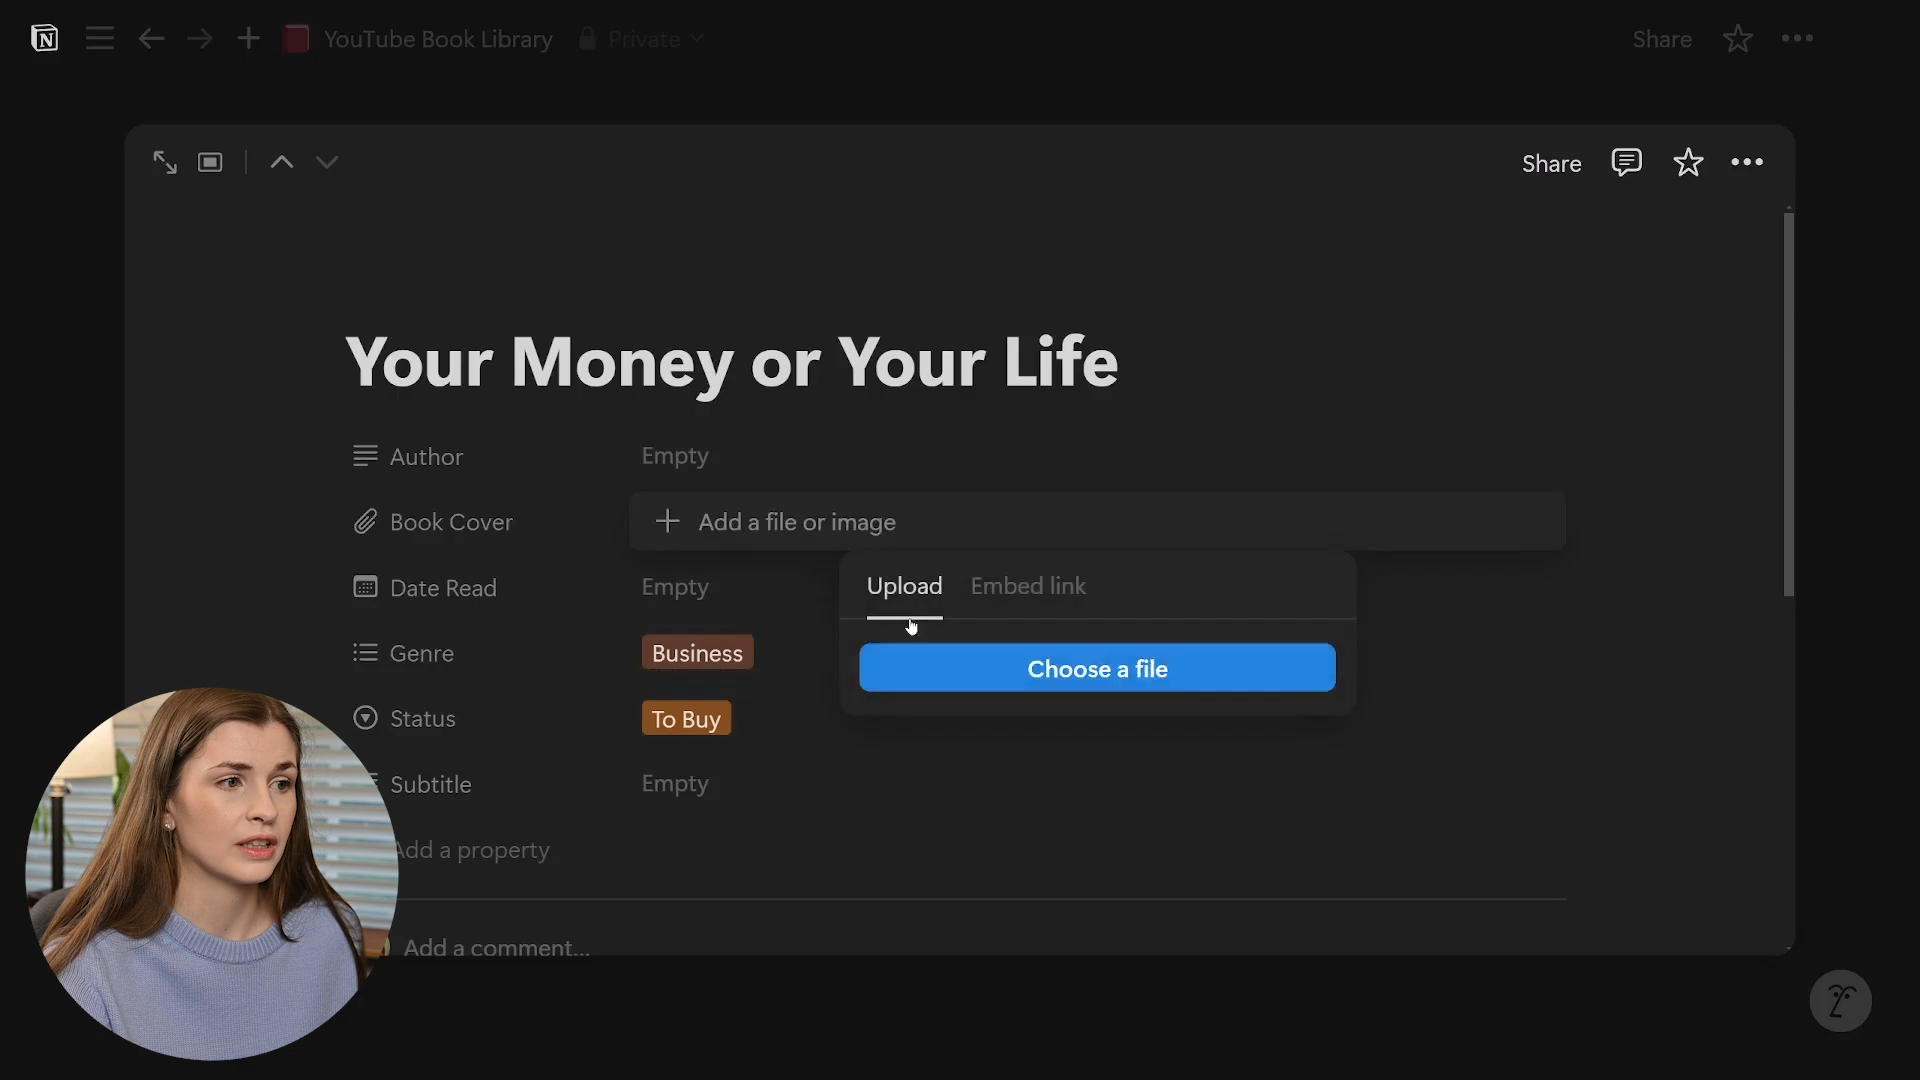 YouTube Book Library Private Share
Share
Your Money or Your Life
Author Empty
Book Cover Add a file or image
Upload Embed link
Date Read Empty
Choose a file
Genre Business
Status To Buy
Subtitle Empty
Add a property
Add a comment...